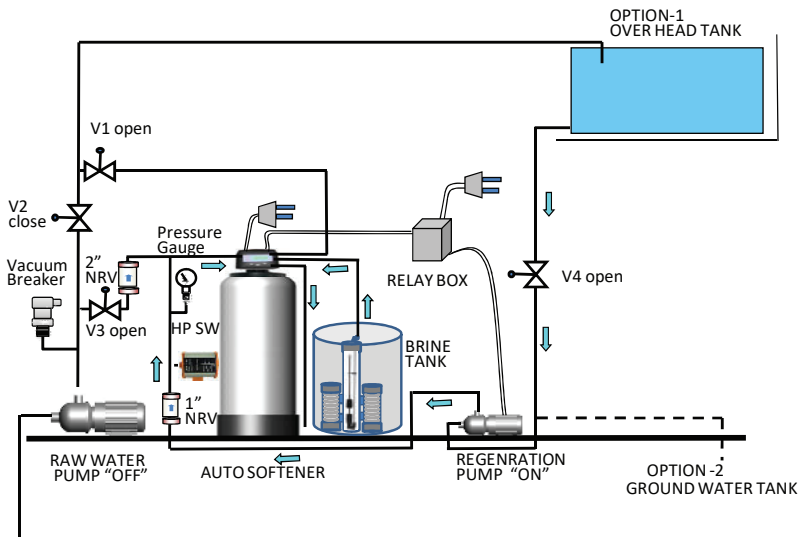 OPTION-1
OVER HEAD TANK
V1 open
V2
close
Pressure
Gauge
Vacuum
Breaker
2”
NRV
V3 open
HP SW
RELAY BOX
V4 open
BRINE
TANK
1”
NRV
RAW WATER
PUMP “OFF”
AUTO SOFTENER
REGENRATION
PUMP “ON”
OPTION -2
GROUND WATER TANK